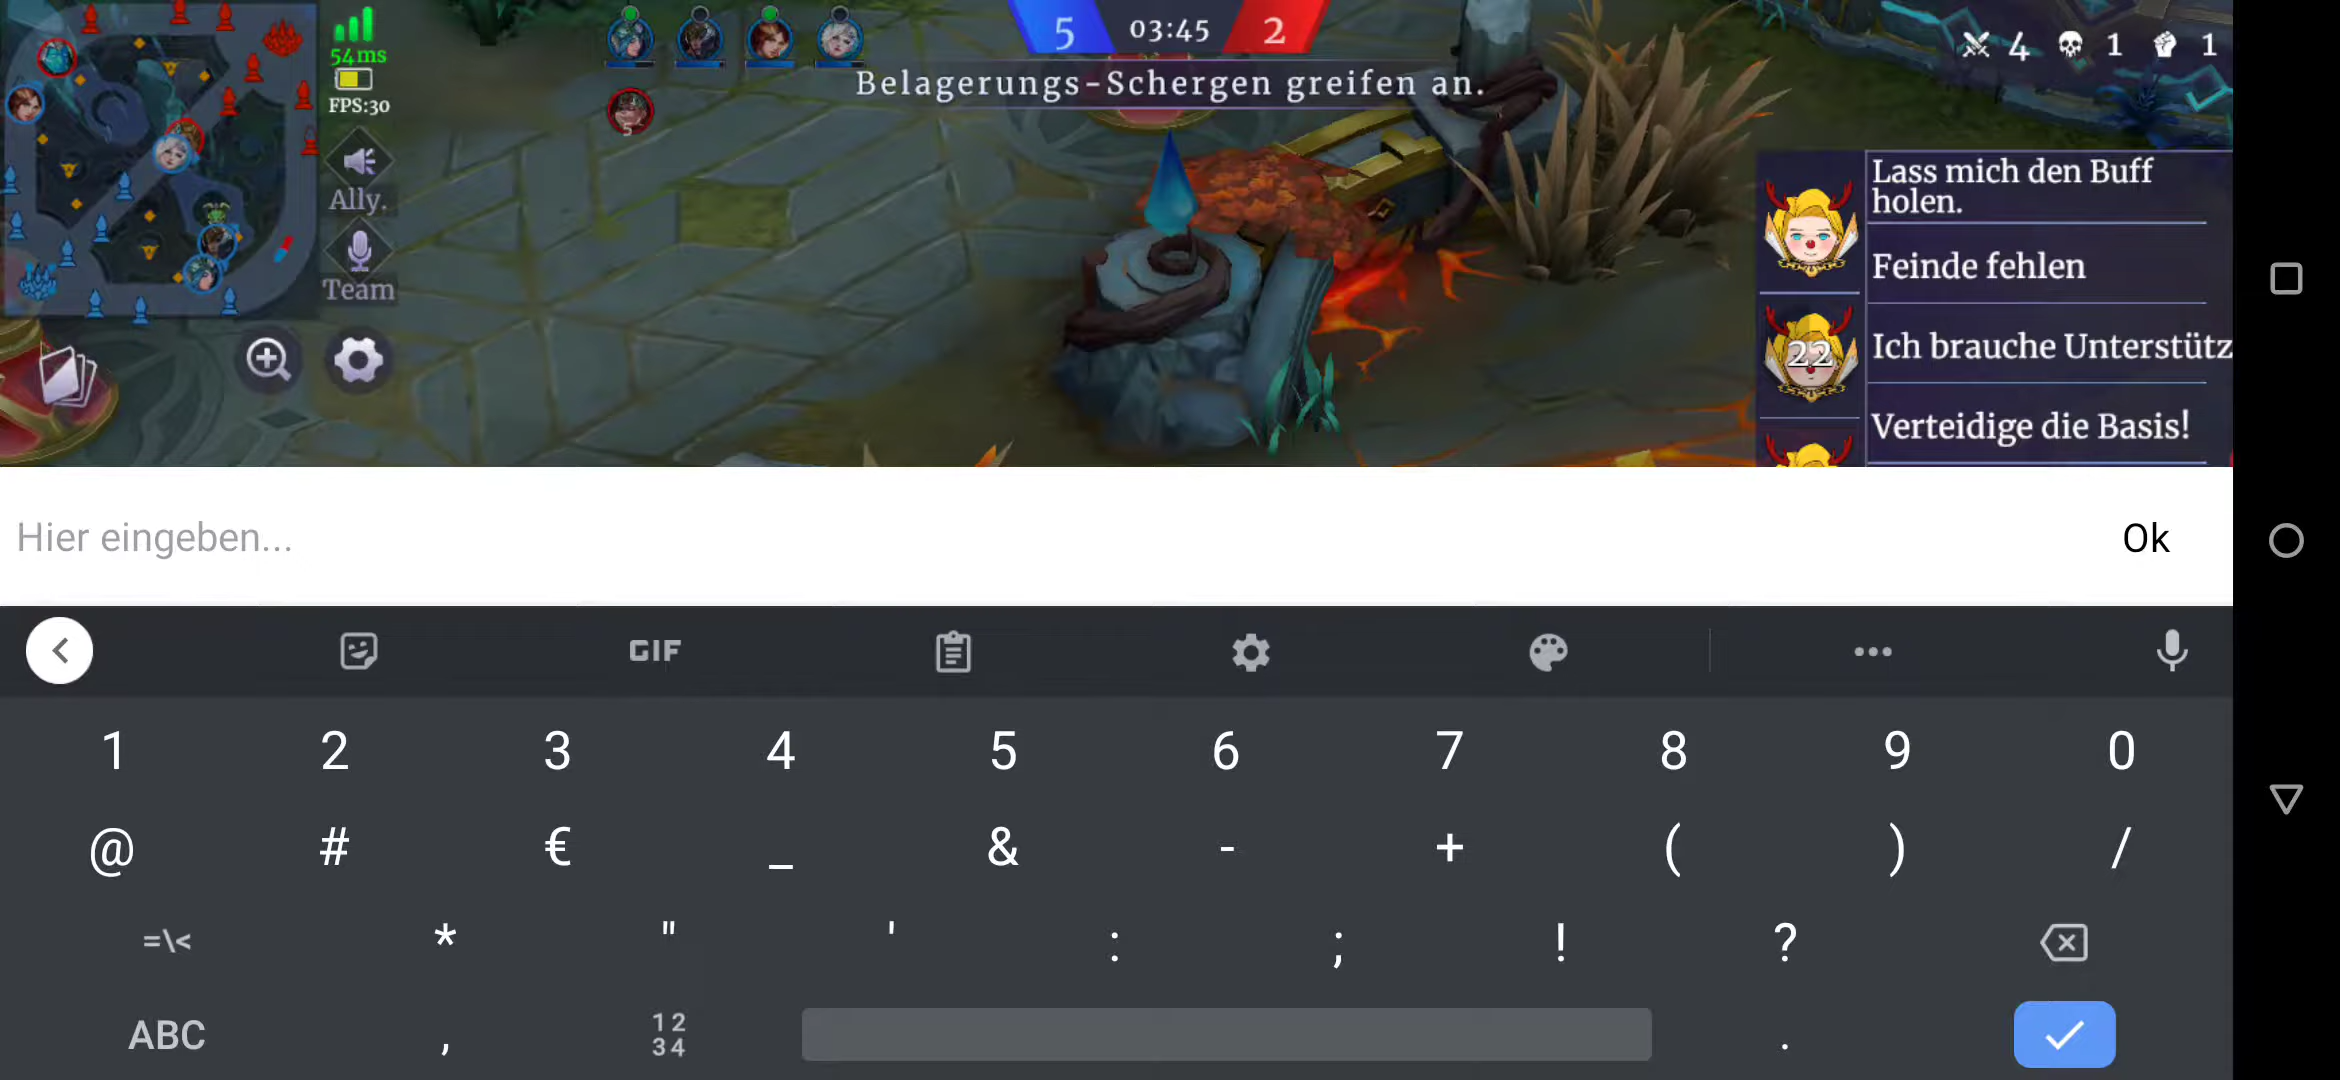 54ms
FPS:30
Ally.
Team
5 03:45 2
Belagerungs-Schergen greifen an.
5
4 1 1
Lass mich den Buff
holen.
Feinde fehlen
22
Ich brauche Unterstütz
Verteidige die Basis!
Hier eingeben...
Ok
GIF
1 2 3 4 5 6 7 8 9 0
@ # € _ & - + ( ) /
=\< * " ' : ; ! ?
ABC , 12 .
34